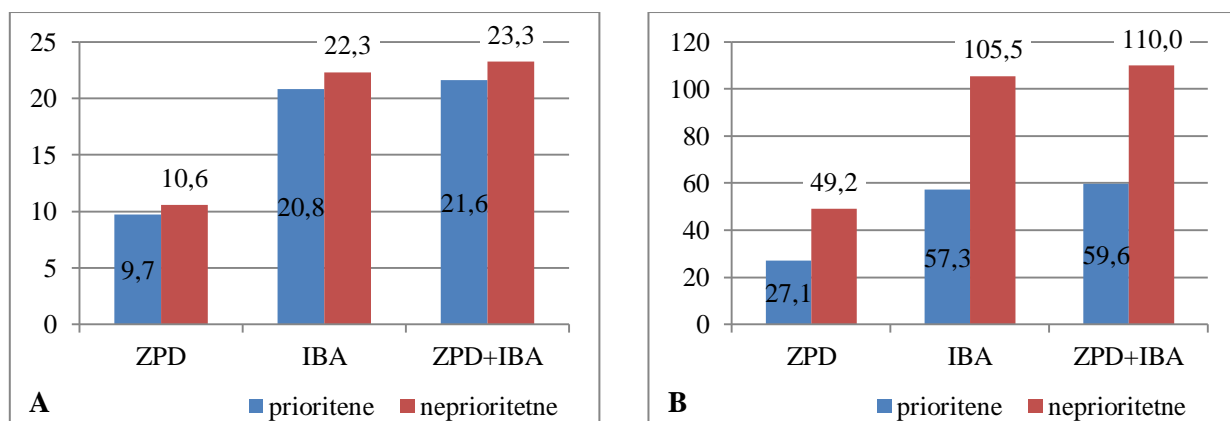 25
20
15
10
5
0
9,7
10,6
20,8
22,3
21,6
23,3
ZPD
IBA
ZPD+IBA
A
prioritene
neprioritetne
120
100
80
60
40
20
0
27,1
49,2
57,3
105,5
59,6
110,0
ZPD
IBA
ZPD+IBA
B
prioritene
neprioritetne